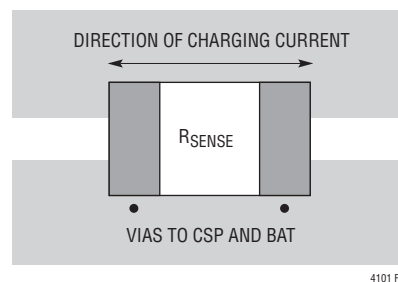 DIRECTION OF CHARGING CURRENT
RSENSE
VIAS TO CSP AND BAT
4101 F